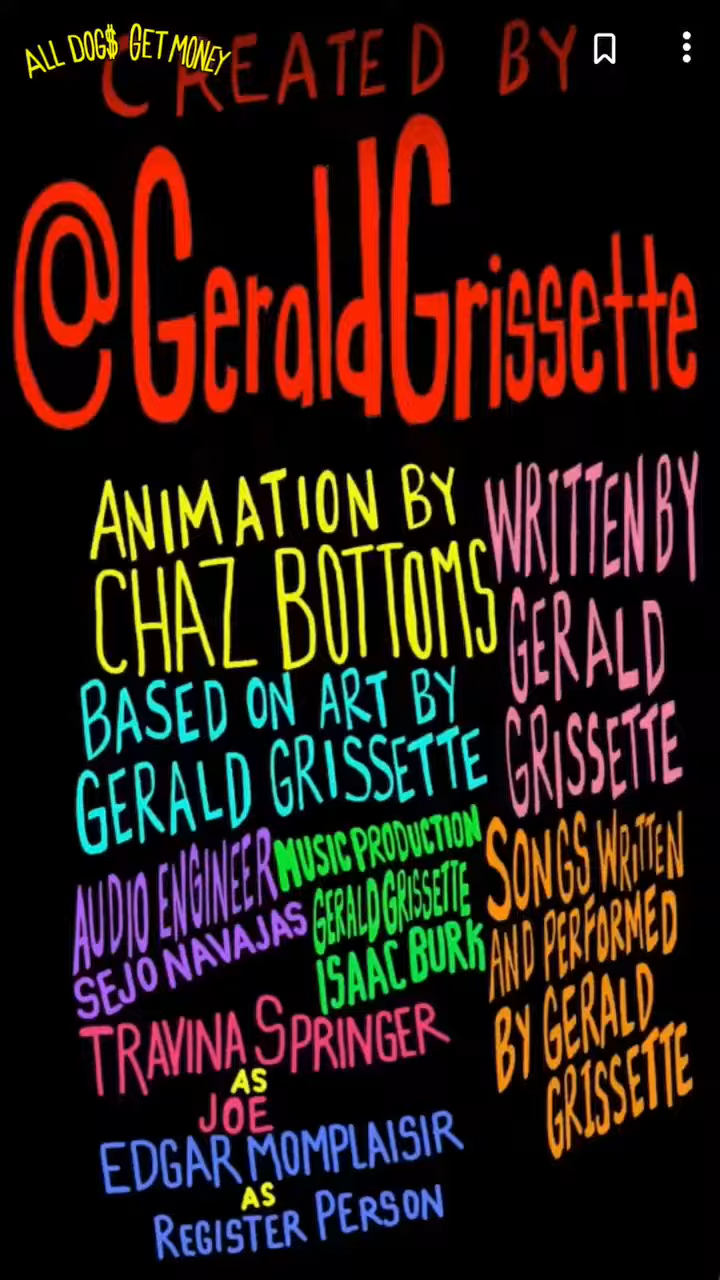 ALL DOG$ GET MONEY
CREATED BY
@GeraldGrissette
ANIMATION BY
CHAZ BOTTOMS
WRITTEN BY
GERALD
GRISSETTE
BASED ON ART BY
GERALD GRISSETTE
AUDIO ENGINEER
SEJO NAVAJAS
MUSIC PRODUCTION
GERALD GRISSETTE
ISAAC BURK
SONGS WRITTEN
AND PERFORMED
BY GERALD
GRISSETTE
TRAVINA SPRINGER
AS
JOE
EDGAR MOMPLAISIR
AS
REGISTER PERSON